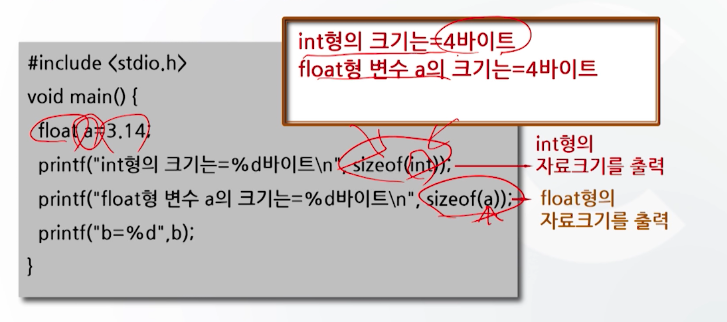 int형의 크기는=4바이트
float형 변수 a의 크기는=4바이트
#include <stdio.h>
void main() {
float a=3.14;
printf("int형의 크기는=%d바이트\n", sizeof(int));
int형의
자료크기를 출력
printf("float형 변수 a의 크기는=%d바이트\n", sizeof(a));
float형의
자료크기를 출력
printf("b=%d",b);
}